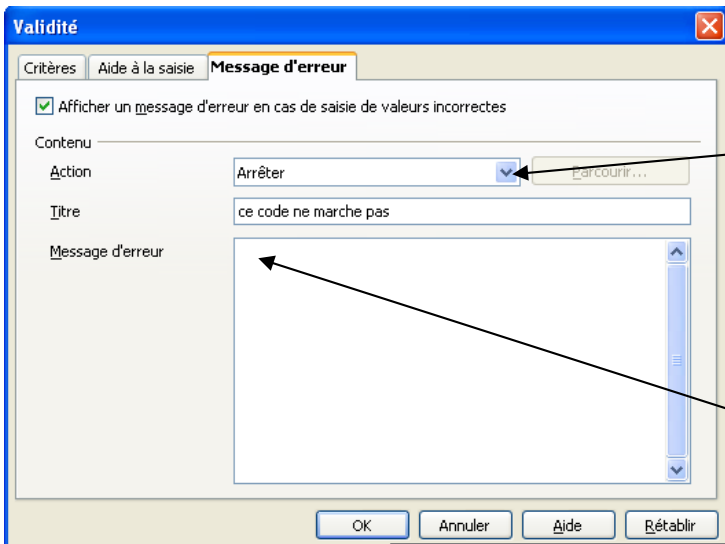 Validité
Critères Aide à la saisie Message d'erreur
Afficher un message d'erreur en cas de saisie de valeurs incorrectes
Contenu
Action Arrêter Parcourir...
Titre ce code ne marche pas
Message d'erreur
OK Annuler Aide Rétablir